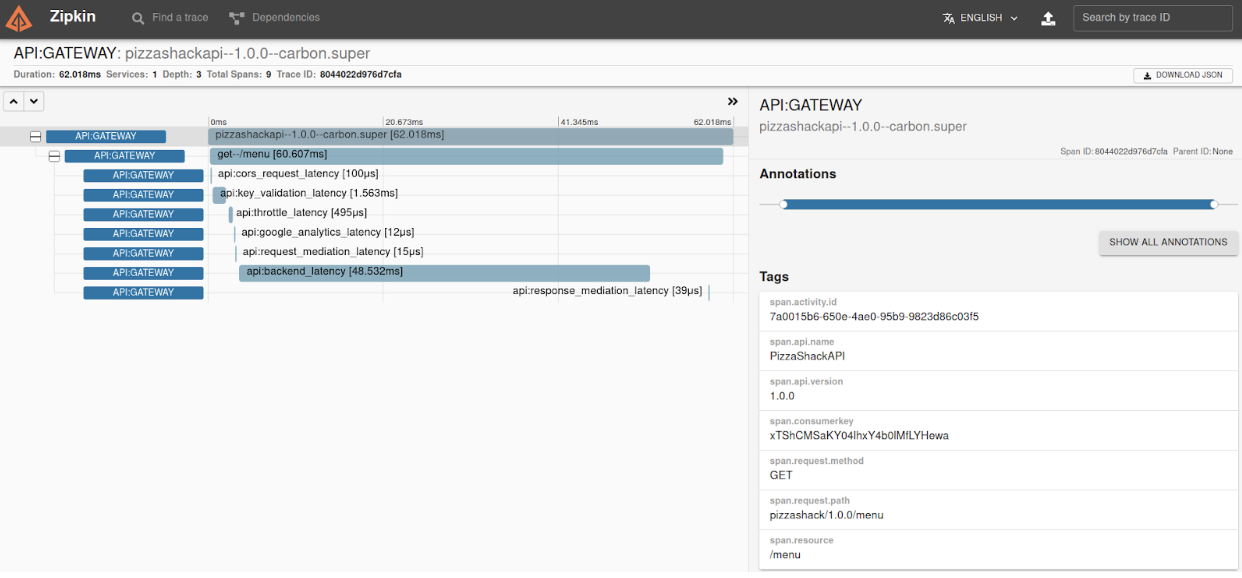 Zipkin
Find a trace
Dependencies
ENGLISH
Search by trace ID
API:GATEWAY: pizzashackapi--1.0.0--carbon.super
Duration: 62.018ms Services: 1 Depth: 3 Total Spans: 9 Trace ID: 8044022d976d7cfa
DOWNLOAD JSON
0ms 20.673ms 41.345ms 62.018ms
API:GATEWAY pizzashackapi--1.0.0--carbon.super [62.018ms]
API:GATEWAY get--/menu [60.607ms]
API:GATEWAY api:cors_request_latency [100µs]
API:GATEWAY api:key_validation_latency [1.563ms]
API:GATEWAY api:throttle_latency [495µs]
API:GATEWAY api:google_analytics_latency [12µs]
API:GATEWAY api:request_mediation_latency [15µs]
API:GATEWAY api:backend_latency [48.532ms]
API:GATEWAY api:response_mediation_latency [39µs]
API:GATEWAY
pizzashackapi--1.0.0--carbon.super
Span ID: 8044022d976d7cfa Parent ID: None
Annotations
SHOW ALL ANNOTATIONS
Tags
span.activity.id
7a0015b6-650e-4ae0-95b9-9823d86c03f5
span.api.name
PizzaShackAPI
span.api.version
1.0.0
span.consumerkey
xTShCMSaKY04lhxY4b0lMfLYHewa
span.request.method
GET
span.request.path
pizzashack/1.0.0/menu
span.resource
/menu